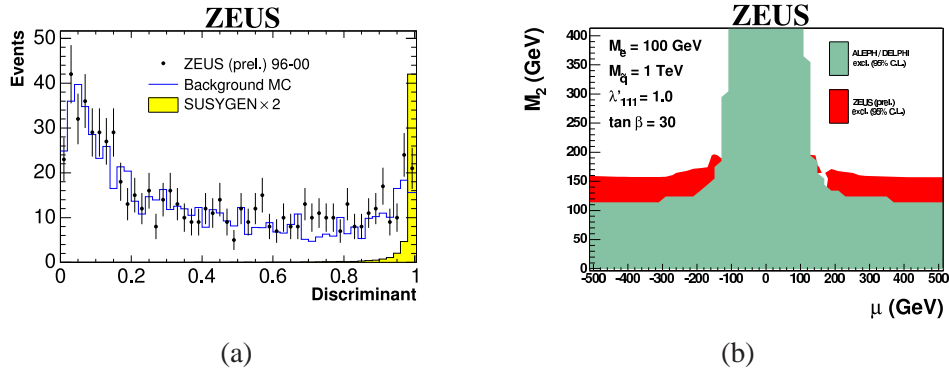 ZEUS
Events
50
40
30
20
10
0
ZEUS (prel.) 96-00
Background MC
SUSYGEN × 2
0 0.2 0.4 0.6 0.8 1
Discriminant
(a)
ZEUS
M₂ (GeV)
400
350
300
250
200
150
100
50
0
Mẽ = 100 GeV
Mq̃ = 1 TeV
λ'₁₁₁ = 1.0
tan β = 30
ALEPH / DELPHI
excl. (95% C.L.)
ZEUS (prel.)
excl. (95% C.L.)
-500 -400 -300 -200 -100 0 100 200 300 400 500
μ (GeV)
(b)